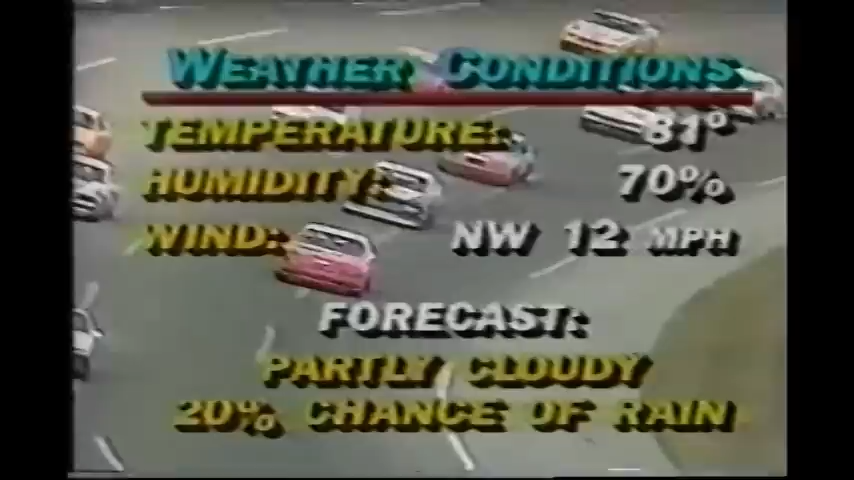 WEATHER CONDITIONS
TEMPERATURE: 81°
HUMIDITY: 70%
WIND: NW 12 MPH
FORECAST:
PARTLY CLOUDY
20% CHANCE OF RAIN